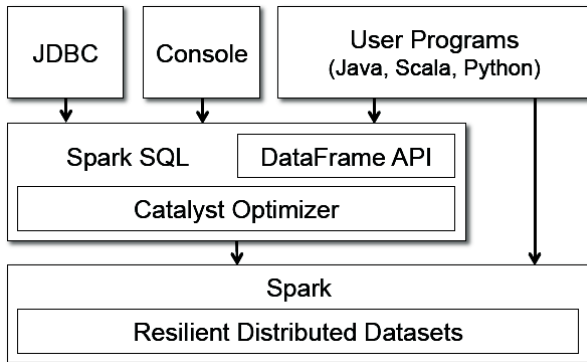 JDBC
Console
User Programs
(Java, Scala, Python)
Spark SQL
DataFrame API
Catalyst Optimizer
Spark
Resilient Distributed Datasets